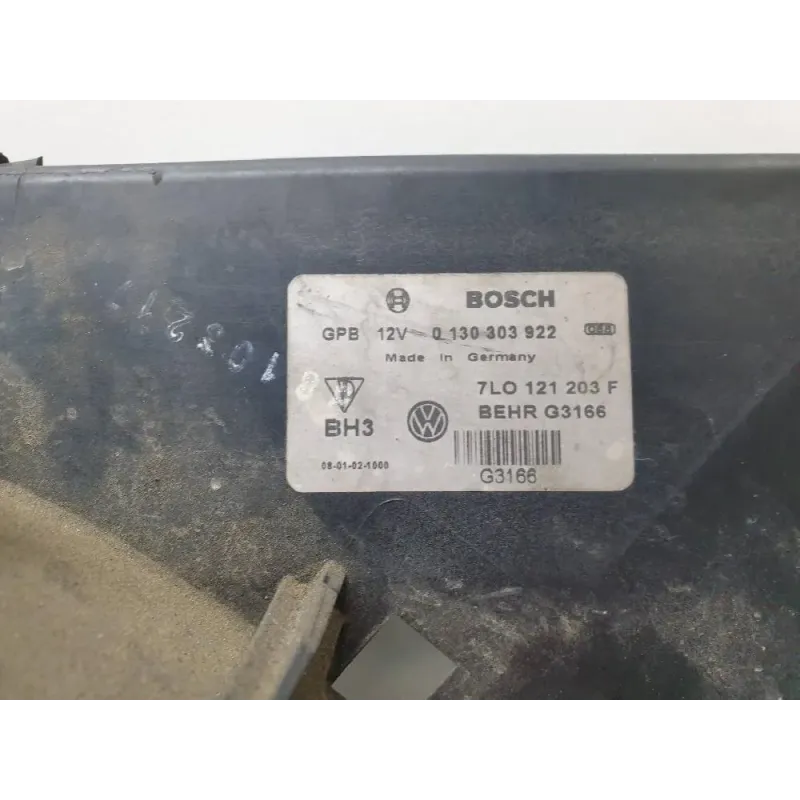 BOSCH
GPB 12V 0 130 303 922
Made in Germany
7LO 121 203 F
BH3
BEHR G3166
08-01-02-1000
G3166